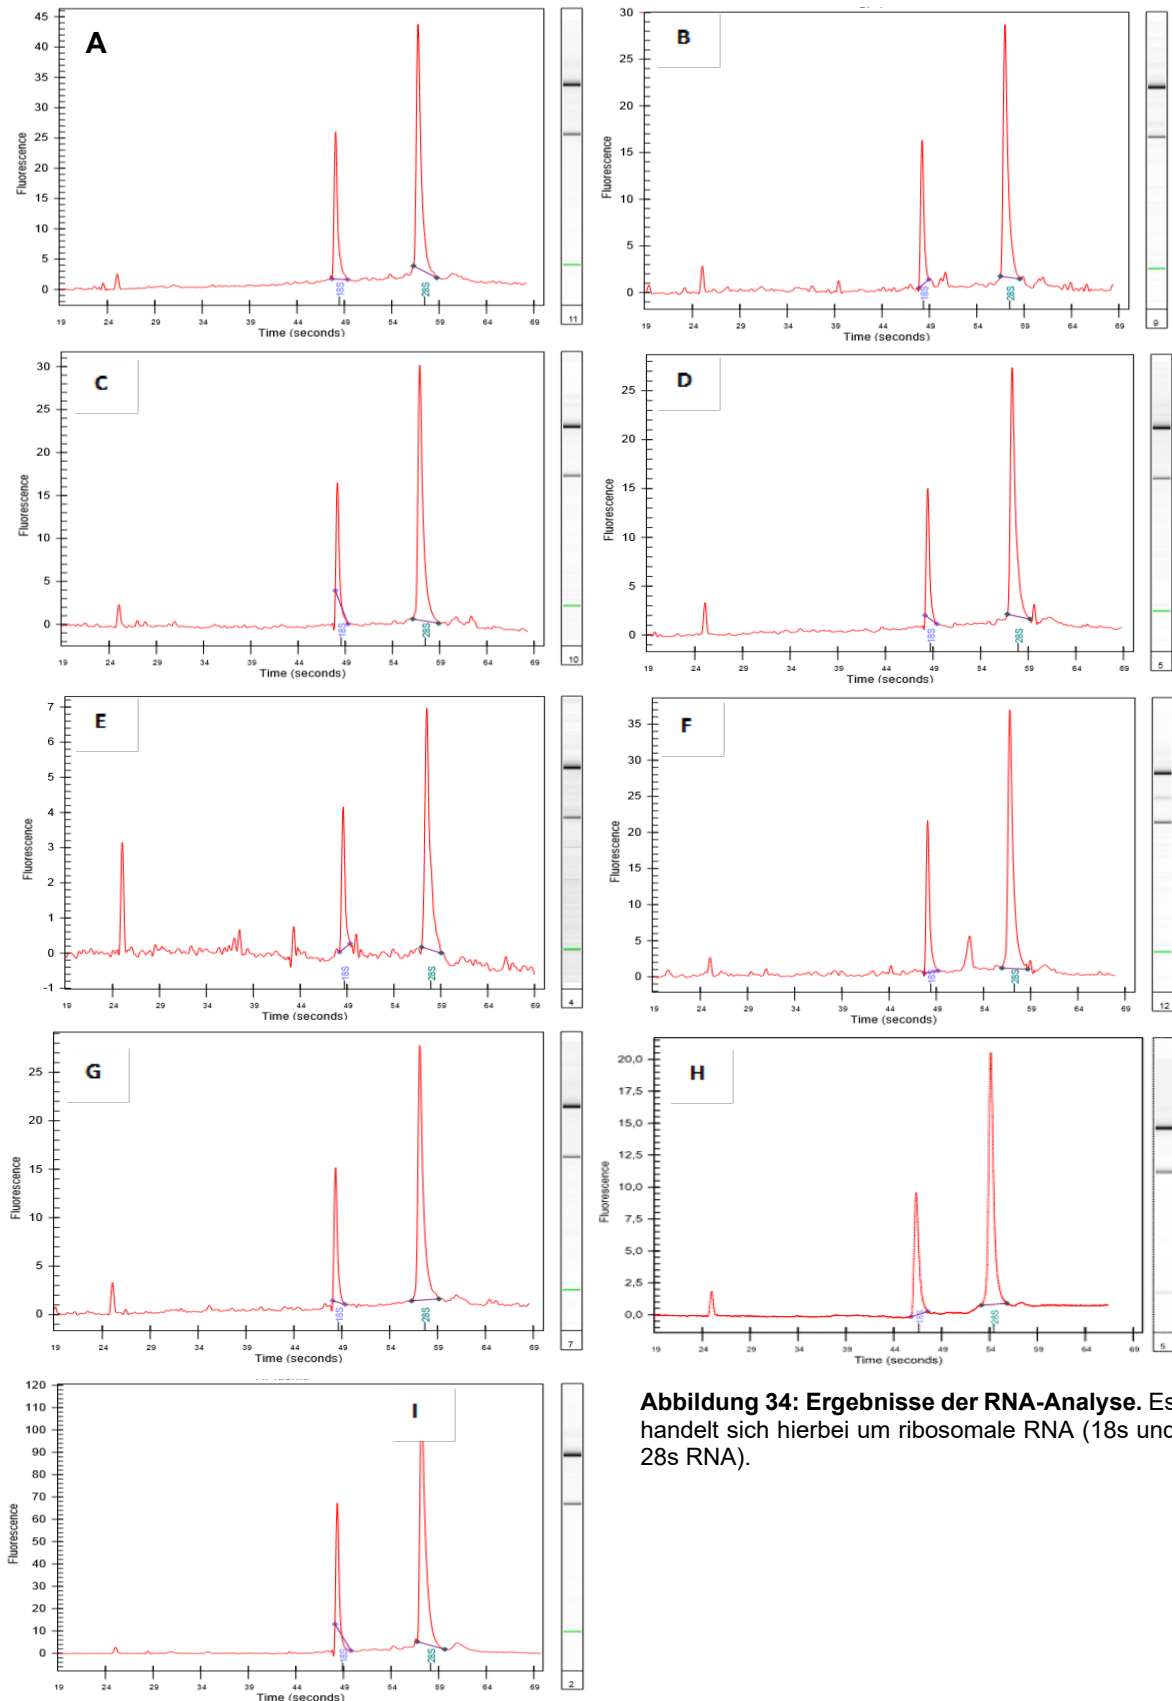 A
45
40
35
30
25
20
15
10
5
0
Fluorescence
18S
28S
19 24 29 34 39 44 49 54 59 64 69
Time (seconds)
11
B
30
25
20
15
10
5
0
Fluorescence
18S
28S
19 24 29 34 39 44 49 54 59 64 69
Time (seconds)
9
C
30
25
20
15
10
5
0
Fluorescence
18S
28S
19 24 29 34 39 44 49 54 59 64 69
Time (seconds)
10
D
25
20
15
10
5
0
Fluorescence
18S
28S
19 24 29 34 39 44 49 54 59 64 69
Time (seconds)
5
E
7
6
5
4
3
2
1
0
-1
Fluorescence
18S
28S
19 24 29 34 39 44 49 54 59 64 69
Time (seconds)
4
F
35
30
25
20
15
10
5
0
Fluorescence
18S
28S
19 24 29 34 39 44 49 54 59 64 69
Time (seconds)
12
G
25
20
15
10
5
0
Fluorescence
18S
28S
19 24 29 34 39 44 49 54 59 64 69
Time (seconds)
7
H
20,0
17,5
15,0
12,5
10,0
7,5
5,0
2,5
0,0
Fluorescence
18S
28S
19 24 29 34 39 44 49 54 59 64 69
Time (seconds)
I
120
110
100
90
80
70
60
50
40
30
20
10
0
Fluorescence
18S
28S
19 24 29 34 39 44 49 54 59 64 69
Time (seconds)
2
Abbildung 34: Ergebnisse der RNA-Analyse. Es
handelt sich hierbei um ribosomale RNA (18s und
28s RNA).